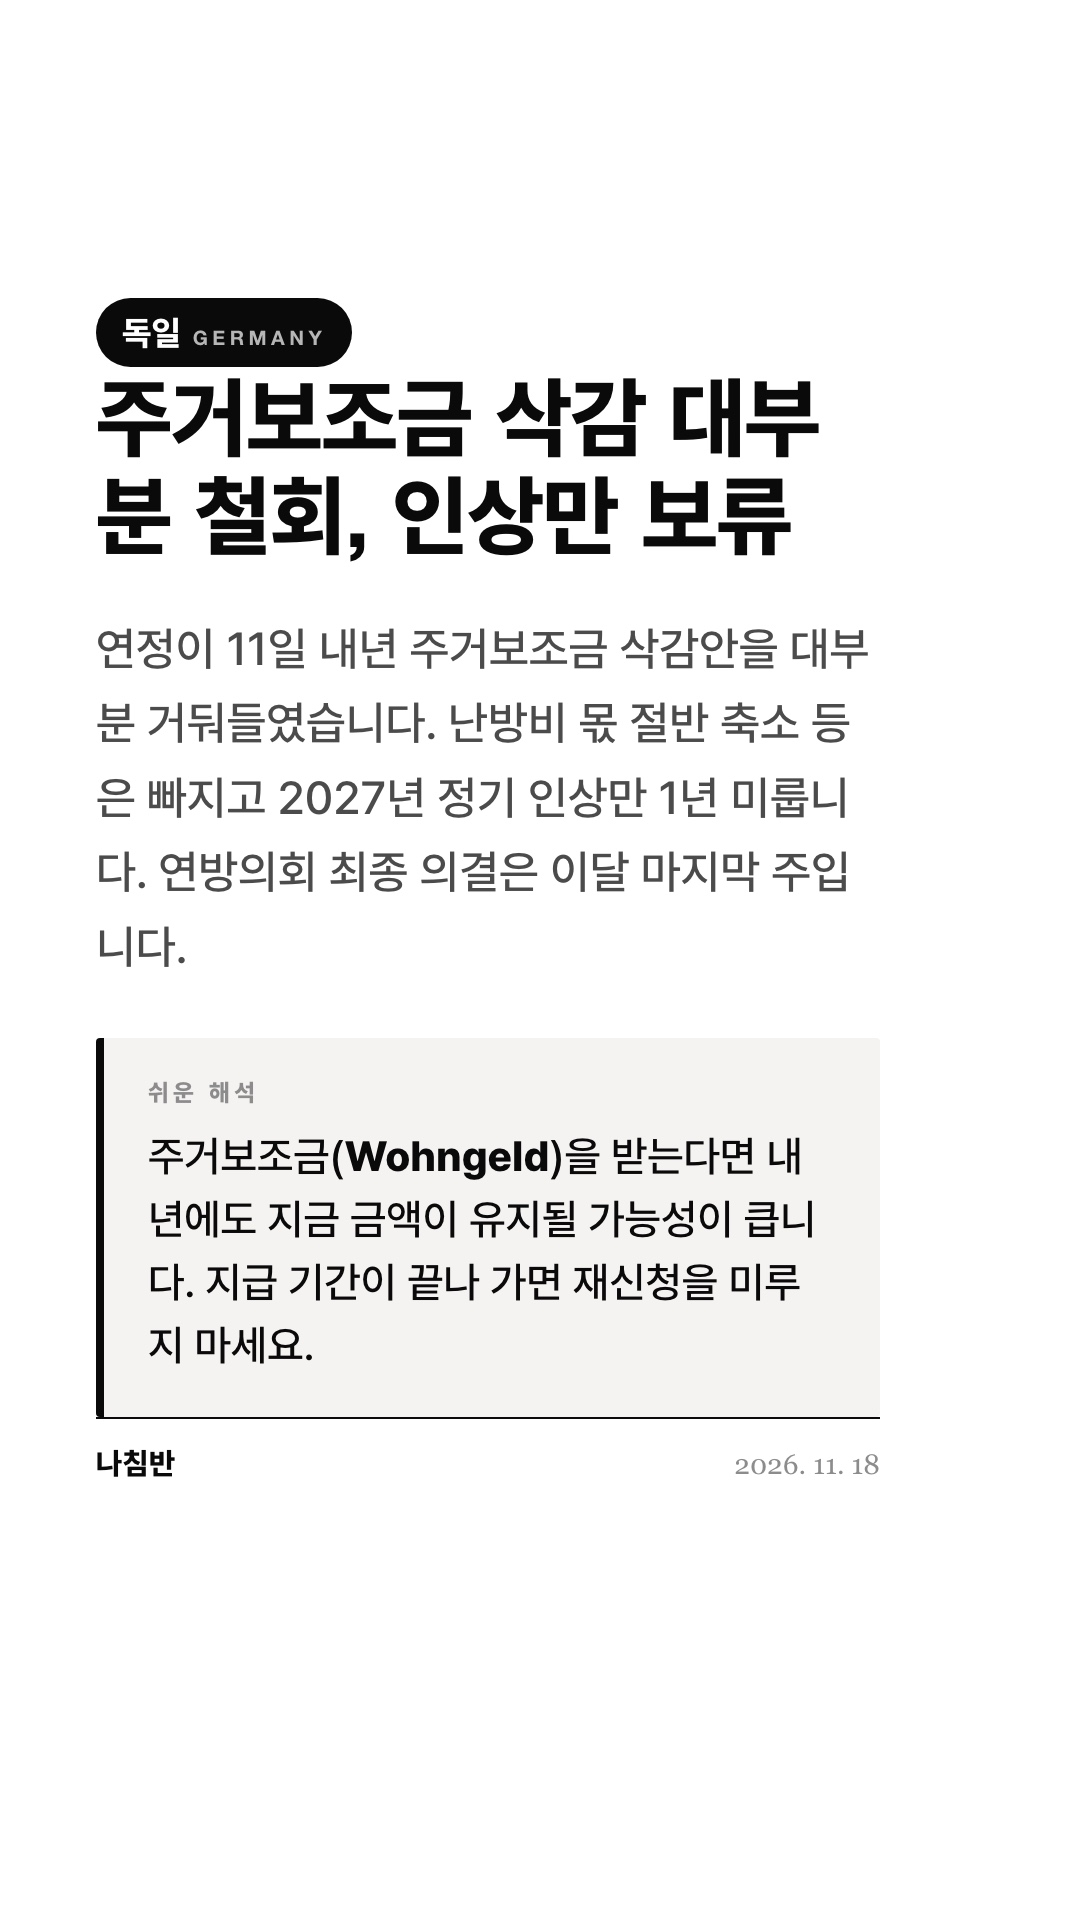 독일 GERMANY
주거보조금 삭감 대부
분 철회, 인상만 보류
연정이 11일 내년 주거보조금 삭감안을 대부
분 거둬들였습니다. 난방비 몫 절반 축소 등
은 빠지고 2027년 정기 인상만 1년 미룹니
다. 연방의회 최종 의결은 이달 마지막 주입
니다.
쉬운 해석
주거보조금(Wohngeld)을 받는다면 내
년에도 지금 금액이 유지될 가능성이 큽니
다. 지급 기간이 끝나 가면 재신청을 미루
지 마세요.
나침반 2026. 11. 18